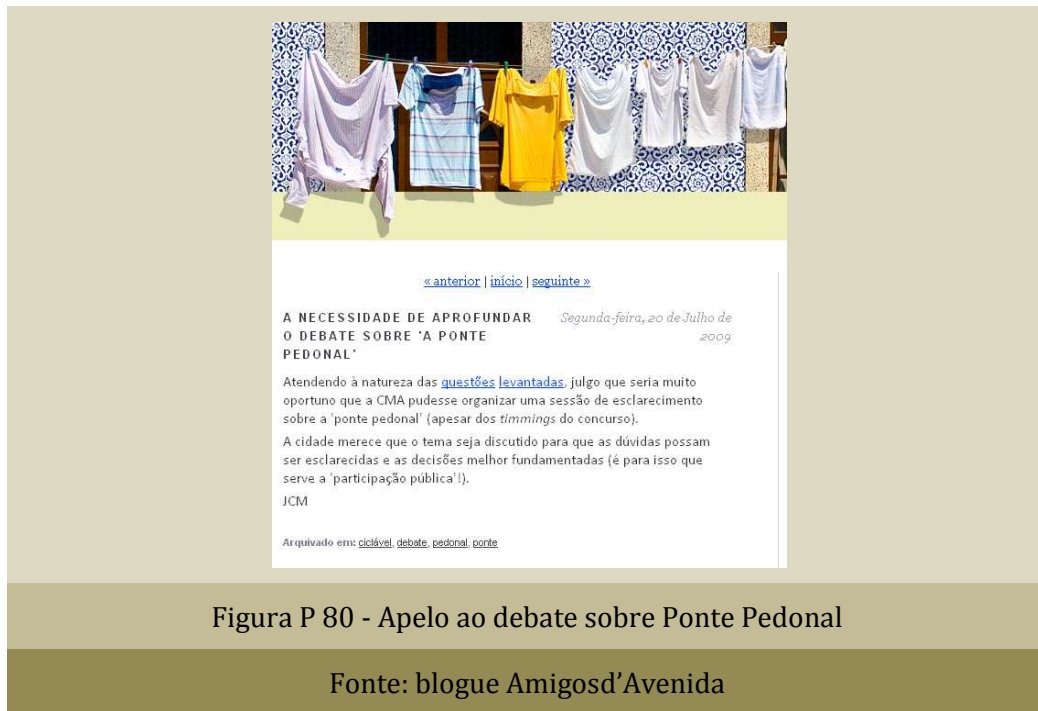 « anterior | início | seguinte »
A NECESSIDADE DE APROFUNDAR
O DEBATE SOBRE 'A PONTE
PEDONAL'
Segunda-feira, 20 de Julho de
2009
Atendendo à natureza das questões levantadas, julgo que seria muito
oportuno que a CMA pudesse organizar uma sessão de esclarecimento
sobre a 'ponte pedonal' (apesar dos timmings do concurso).
A cidade merece que o tema seja discutido para que as dúvidas possam
ser esclarecidas e as decisões melhor fundamentadas (é para isso que
serve a 'participação pública'!).
JCM
Arquivado em: ciclável, debate, pedonal, ponte
Figura P 80 - Apelo ao debate sobre Ponte Pedonal
Fonte: blogue Amigosd’Avenida